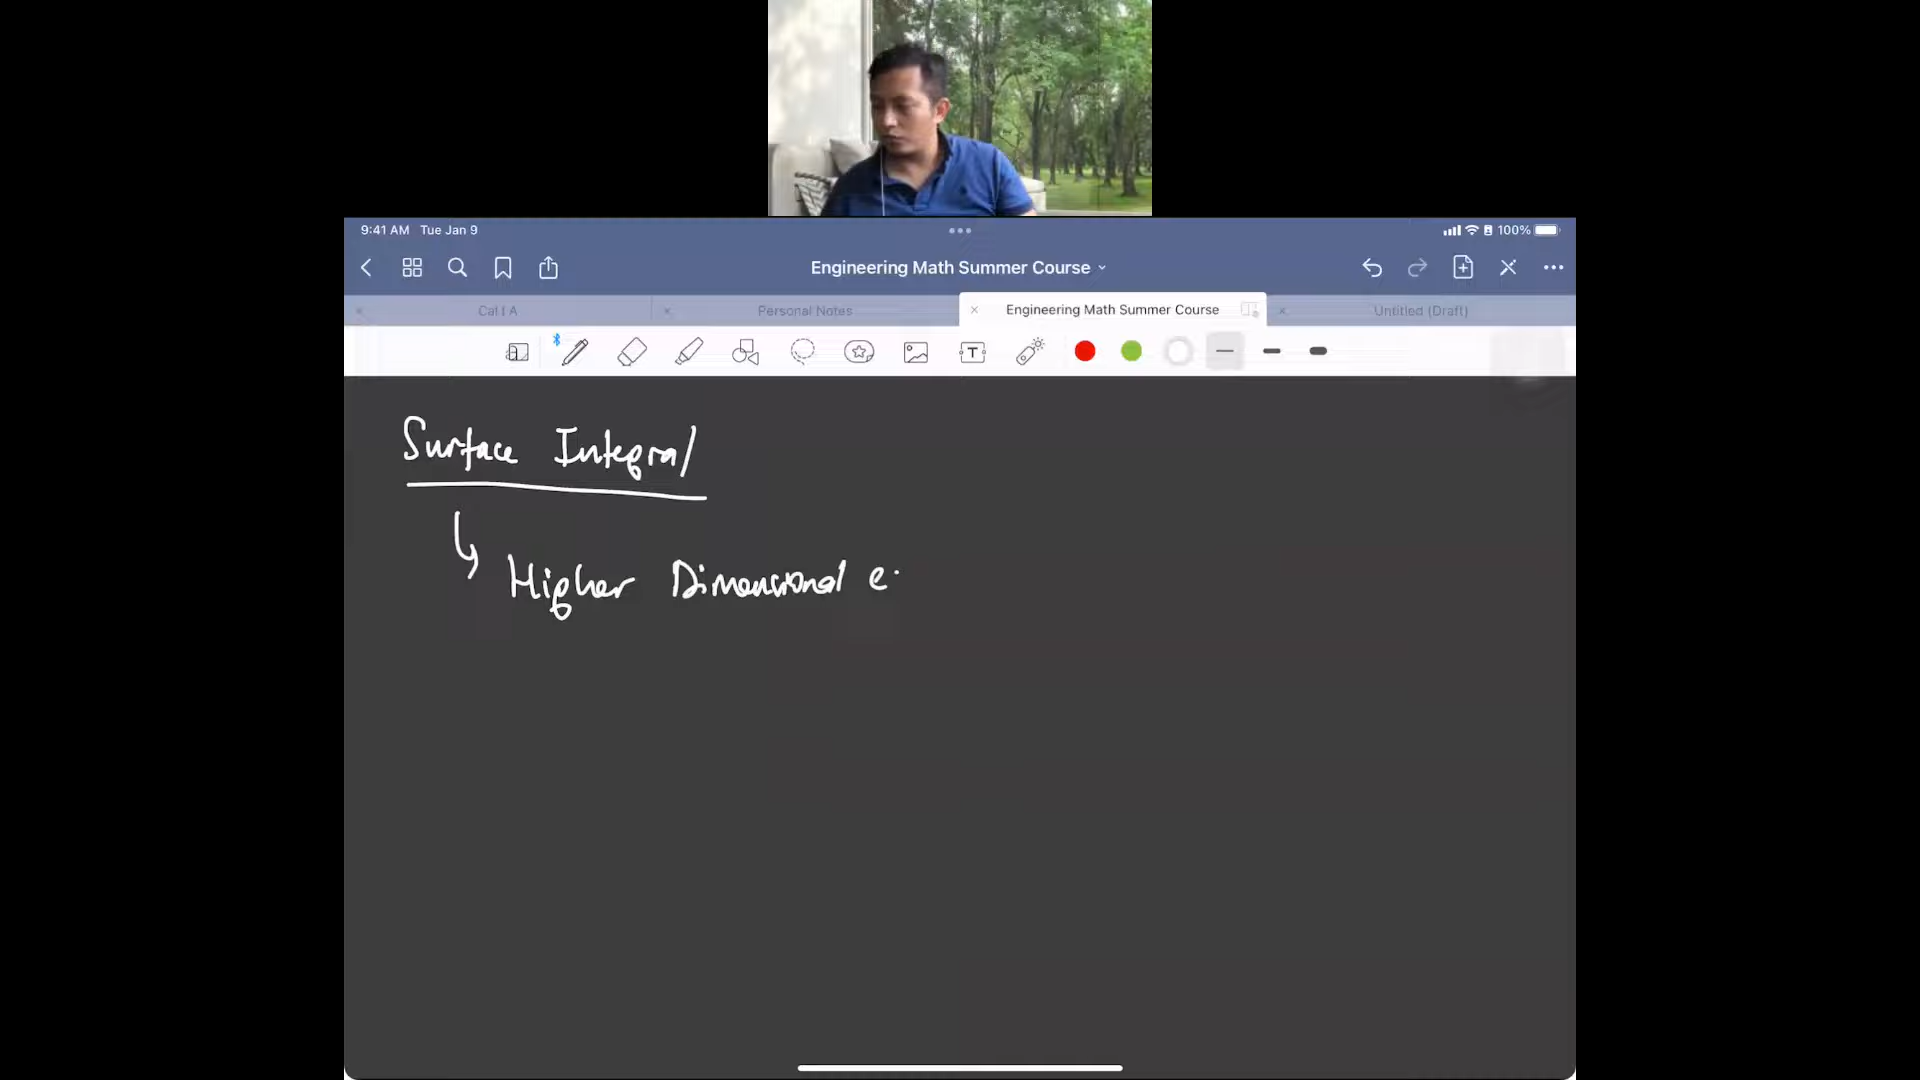 9:41 AM Tue Jan 9
100%
Engineering Math Summer Course
Cal I A
Personal Notes
Engineering Math Summer Course
Untitled (Draft)
Surface Integral
Higher Dimensional e